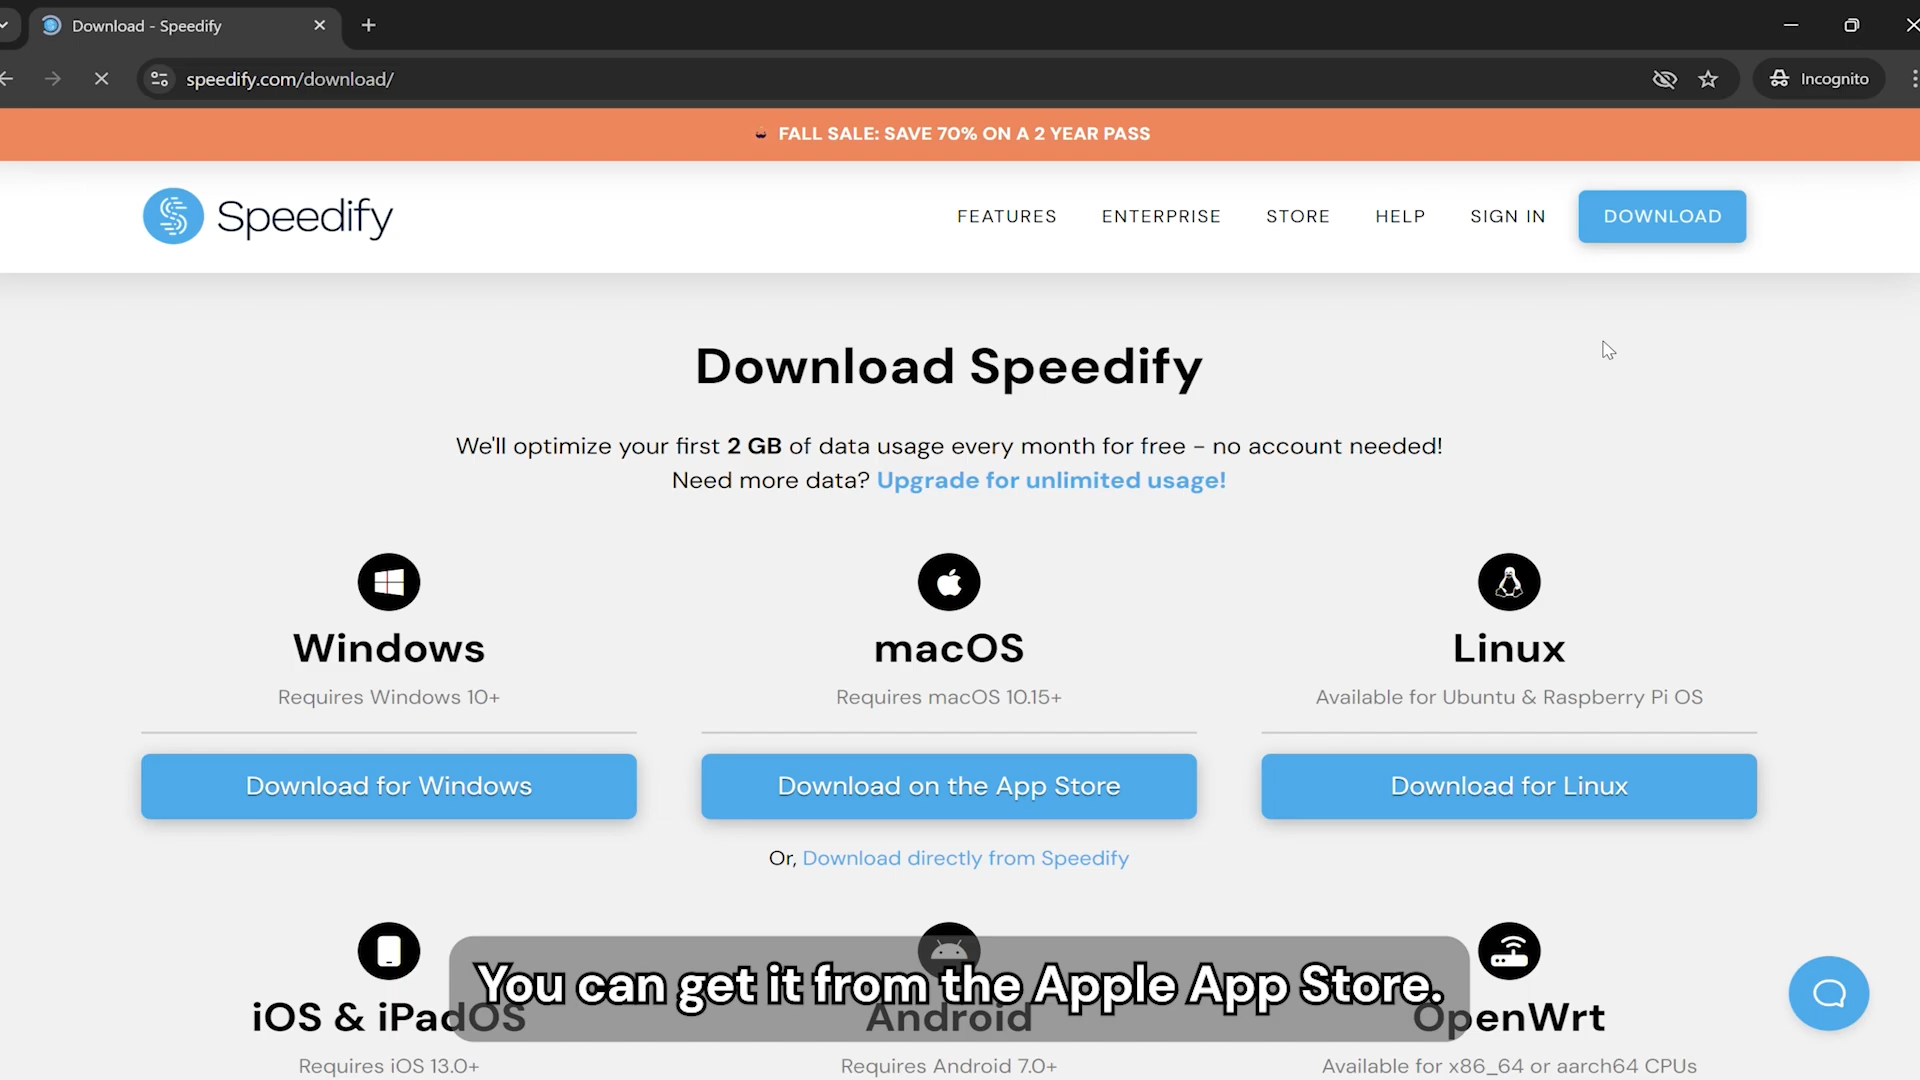 Download - Speedify
speedify.com/download/
Incognito
FALL SALE: SAVE 70% ON A 2 YEAR PASS
Speedify
FEATURES
ENTERPRISE
STORE
HELP
SIGN IN
DOWNLOAD
Download Speedify
We'll optimize your first 2 GB of data usage every month for free - no account needed!
Need more data? Upgrade for unlimited usage!
Windows
Requires Windows 10+
Download for Windows
macOS
Requires macOS 10.15+
Download on the App Store
Or, Download directly from Speedify
Linux
Available for Ubuntu & Raspberry Pi OS
Download for Linux
iOS & iPadOS
Requires iOS 13.0+
Android
Requires Android 7.0+
OpenWrt
Available for x86_64 or aarch64 CPUs
You can get it from the Apple App Store.